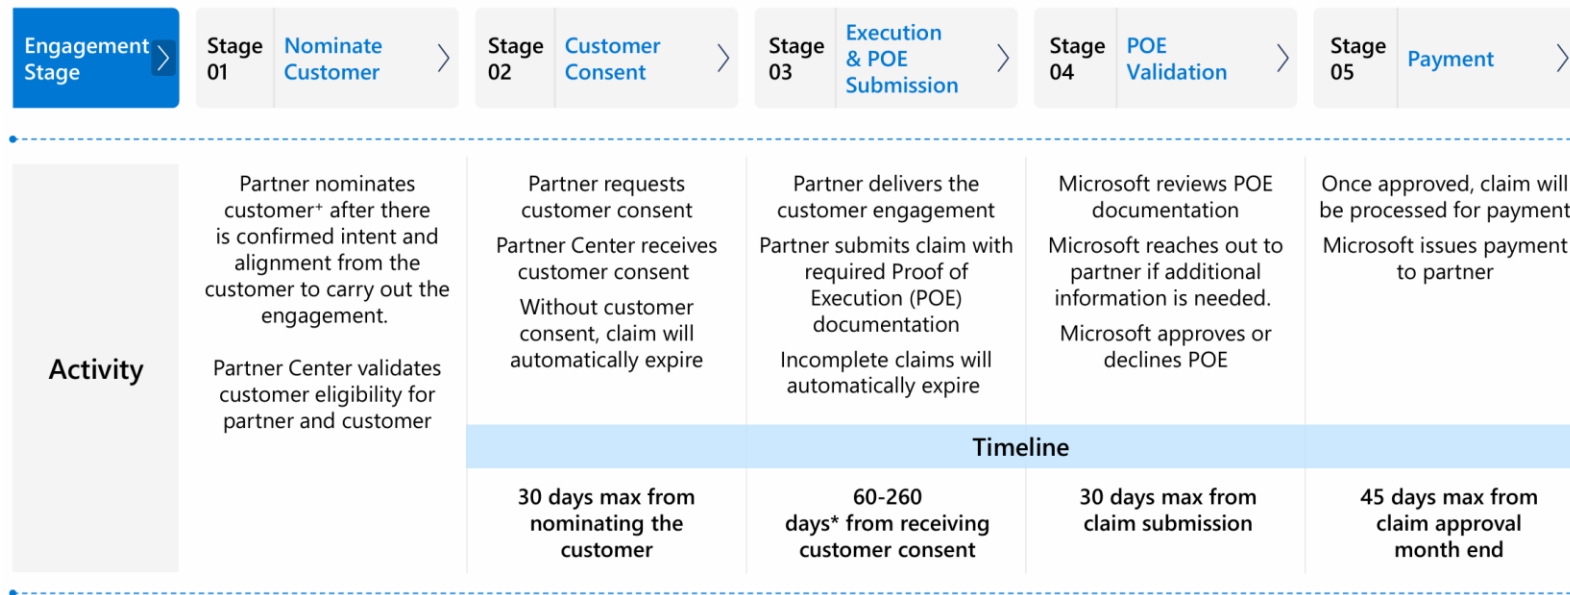 Engagement
Stage
Stage
01
Nominate
Customer
Stage
02
Customer
Consent
Stage
03
Execution
& POE
Submission
Stage
04
POE
Validation
Stage
05
Payment
Activity
Partner nominates
customer⁺ after there
is confirmed intent and
alignment from the
customer to carry out the
engagement.
Partner Center validates
customer eligibility for
partner and customer
Partner requests
customer consent
Partner Center receives
customer consent
Without customer
consent, claim will
automatically expire
Partner delivers the
customer engagement
Partner submits claim with
required Proof of
Execution (POE)
documentation
Incomplete claims will
automatically expire
Microsoft reviews POE
documentation
Microsoft reaches out to
partner if additional
information is needed.
Microsoft approves or
declines POE
Once approved, claim will
be processed for payment
Microsoft issues payment
to partner
Timeline
30 days max from
nominating the
customer
60-260
days* from receiving
customer consent
30 days max from
claim submission
45 days max from
claim approval
month end